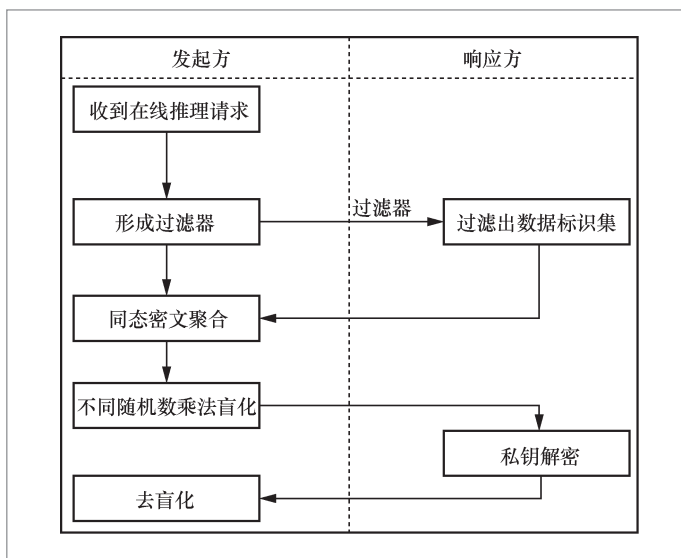 发起方
响应方
收到在线推理请求
形成过滤器
过滤器
过滤出数据标识集
同态密文聚合
不同随机数乘法盲化
私钥解密
去盲化